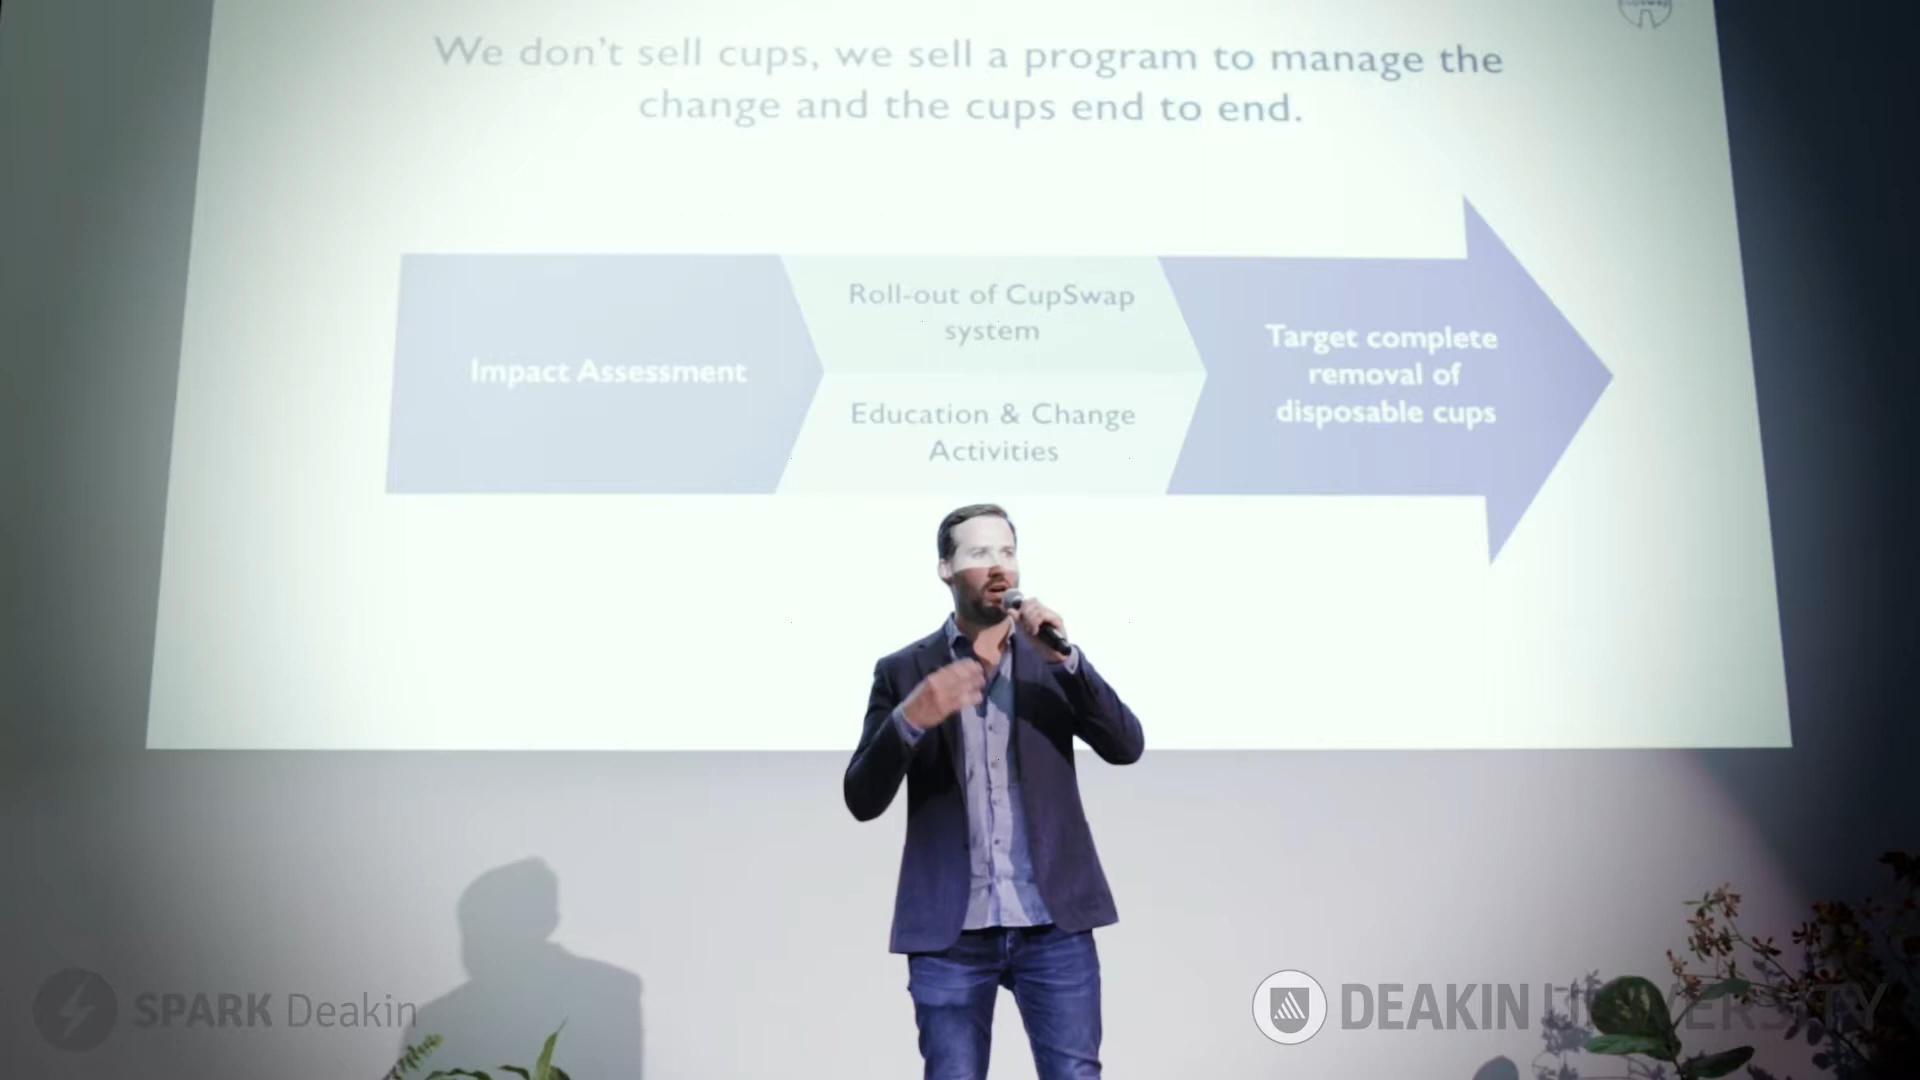 We don't sell cups, we sell a program to manage the
change and the cups end to end.
Impact Assessment
Roll-out of CupSwap
system
Education & Change
Activities
Target complete
removal of
disposable cups
SPARK Deakin
DEAKIN UNIVERSITY